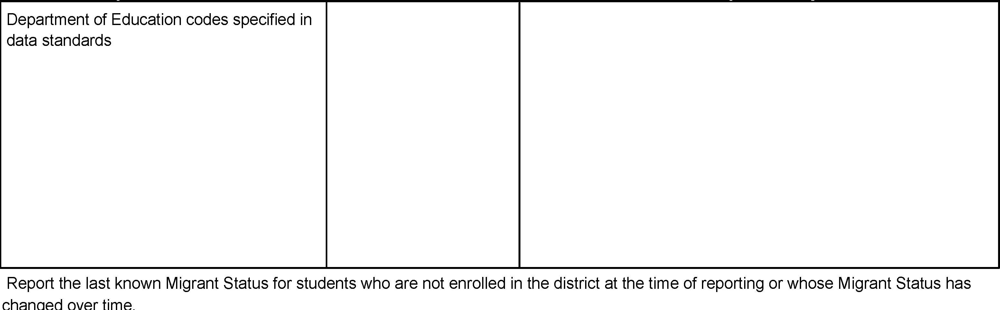 Department of Education codes specified in
data standards
Report the last known Migrant Status for students who are not enrolled in the district at the time of reporting or whose Migrant Status has
changed over time.